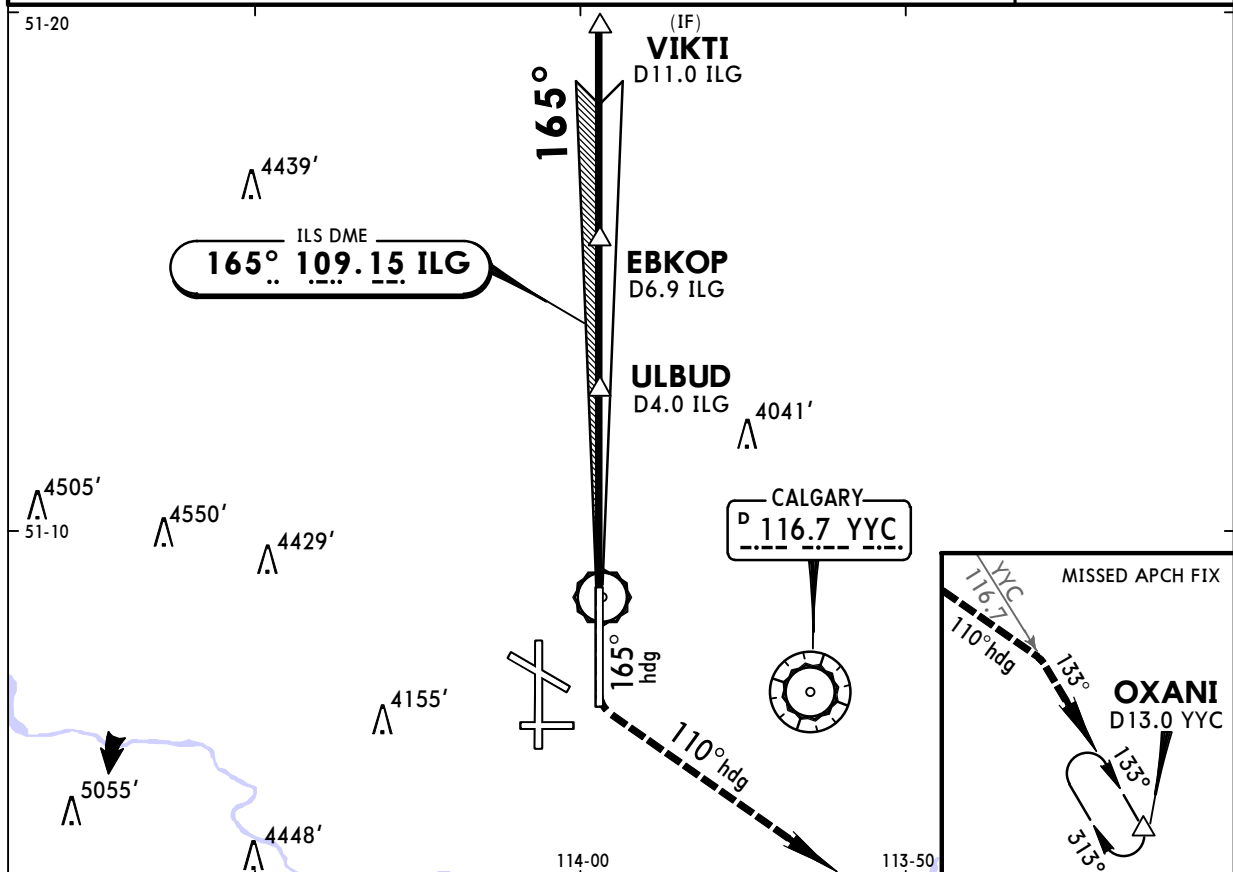 51-20
(IF)
VIKTI
D11.0 ILG
165°
4439'
ILS DME
165° 109.15 ILG
EBKOP
D6.9 ILG
ULBUD
D4.0 ILG
4041'
4505'
4550'
4429'
51-10
CALGARY
D 116.7 YYC
165°
hdg
4155'
110° hdg
5055'
4448'
114-00
113-50
MISSED APCH FIX
YYC
116.7
110° hdg
133°
OXANI
D13.0 YYC
133°
313°